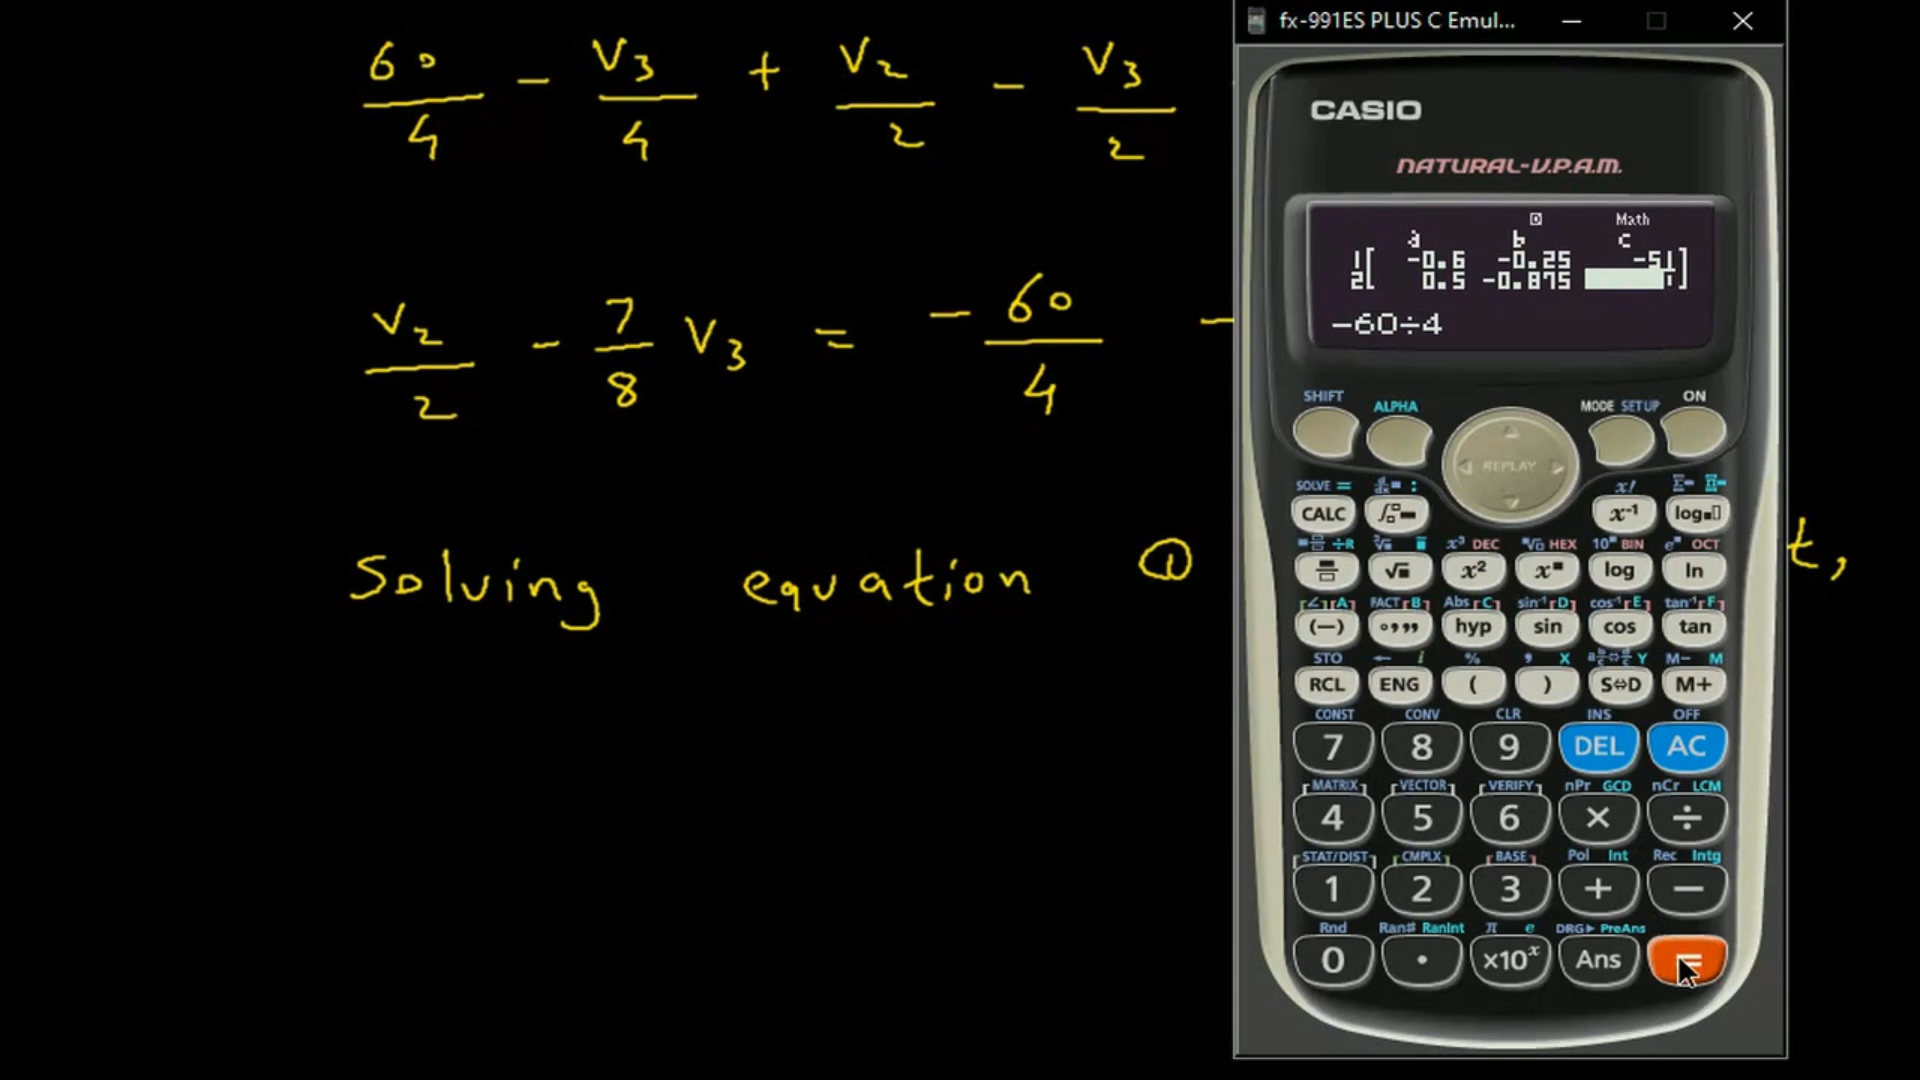 fx-991ES PLUS C Emul...
60/4 - V3/4 + V2/2 - V3/2
V2/2 - 7/8 V3 = - 60/4 -
Solving equation ① t,
CASIO
NATURAL-V.P.A.M.
D Math
a b c
1[ -0.6 -0.25 -51 ]
2[ 0.5 -0.875 ]
-60÷4
SHIFT ALPHA MODE SETUP ON
REPLAY
SOLVE = : x! 
CALC x⁻¹ log
÷R x³ DEC HEX 10 BIN e OCT
√ x² x log ln
∠ A FACT B Abs C sin⁻¹ D cos⁻¹ E tan⁻¹ F
(−) °,,, hyp sin cos tan
STO ← i % , X Y M− M
RCL ENG ( ) S⇔D M+
CONST CONV CLR INS OFF
7 8 9 DEL AC
MATRIX VECTOR VERIFY nPr GCD nCr LCM
4 5 6 × ÷
STAT/DIST CMPLX BASE Pol Int Rec Intg
1 2 3 + −
Rnd Ran# RanInt π e DRG▶ PreAns
0 . ×10ˣ Ans =